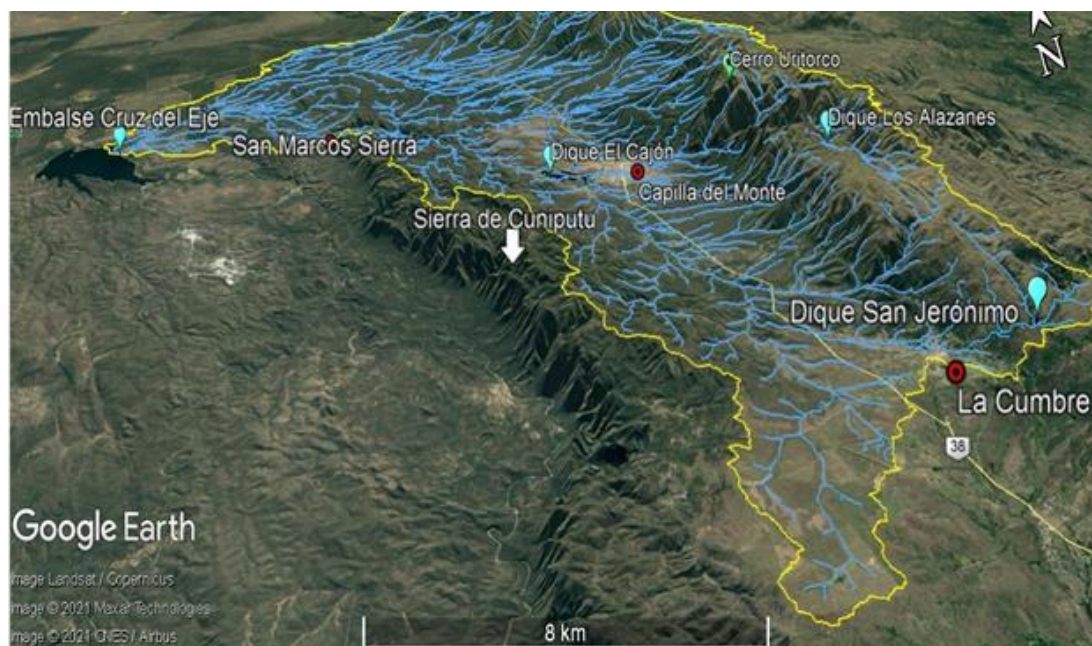 N
Cerro Uritorco
Embalse Cruz del Eje
Dique Los Alazanes
San Marcos Sierra
Dique El Cajón
Capilla del Monte
Sierra de Cuniputu
Dique San Jerónimo
La Cumbre
38
Google Earth
Image Landsat / Copernicus
Image © 2021 Maxar Technologies
Image © 2021 CNES / Airbus
8 km